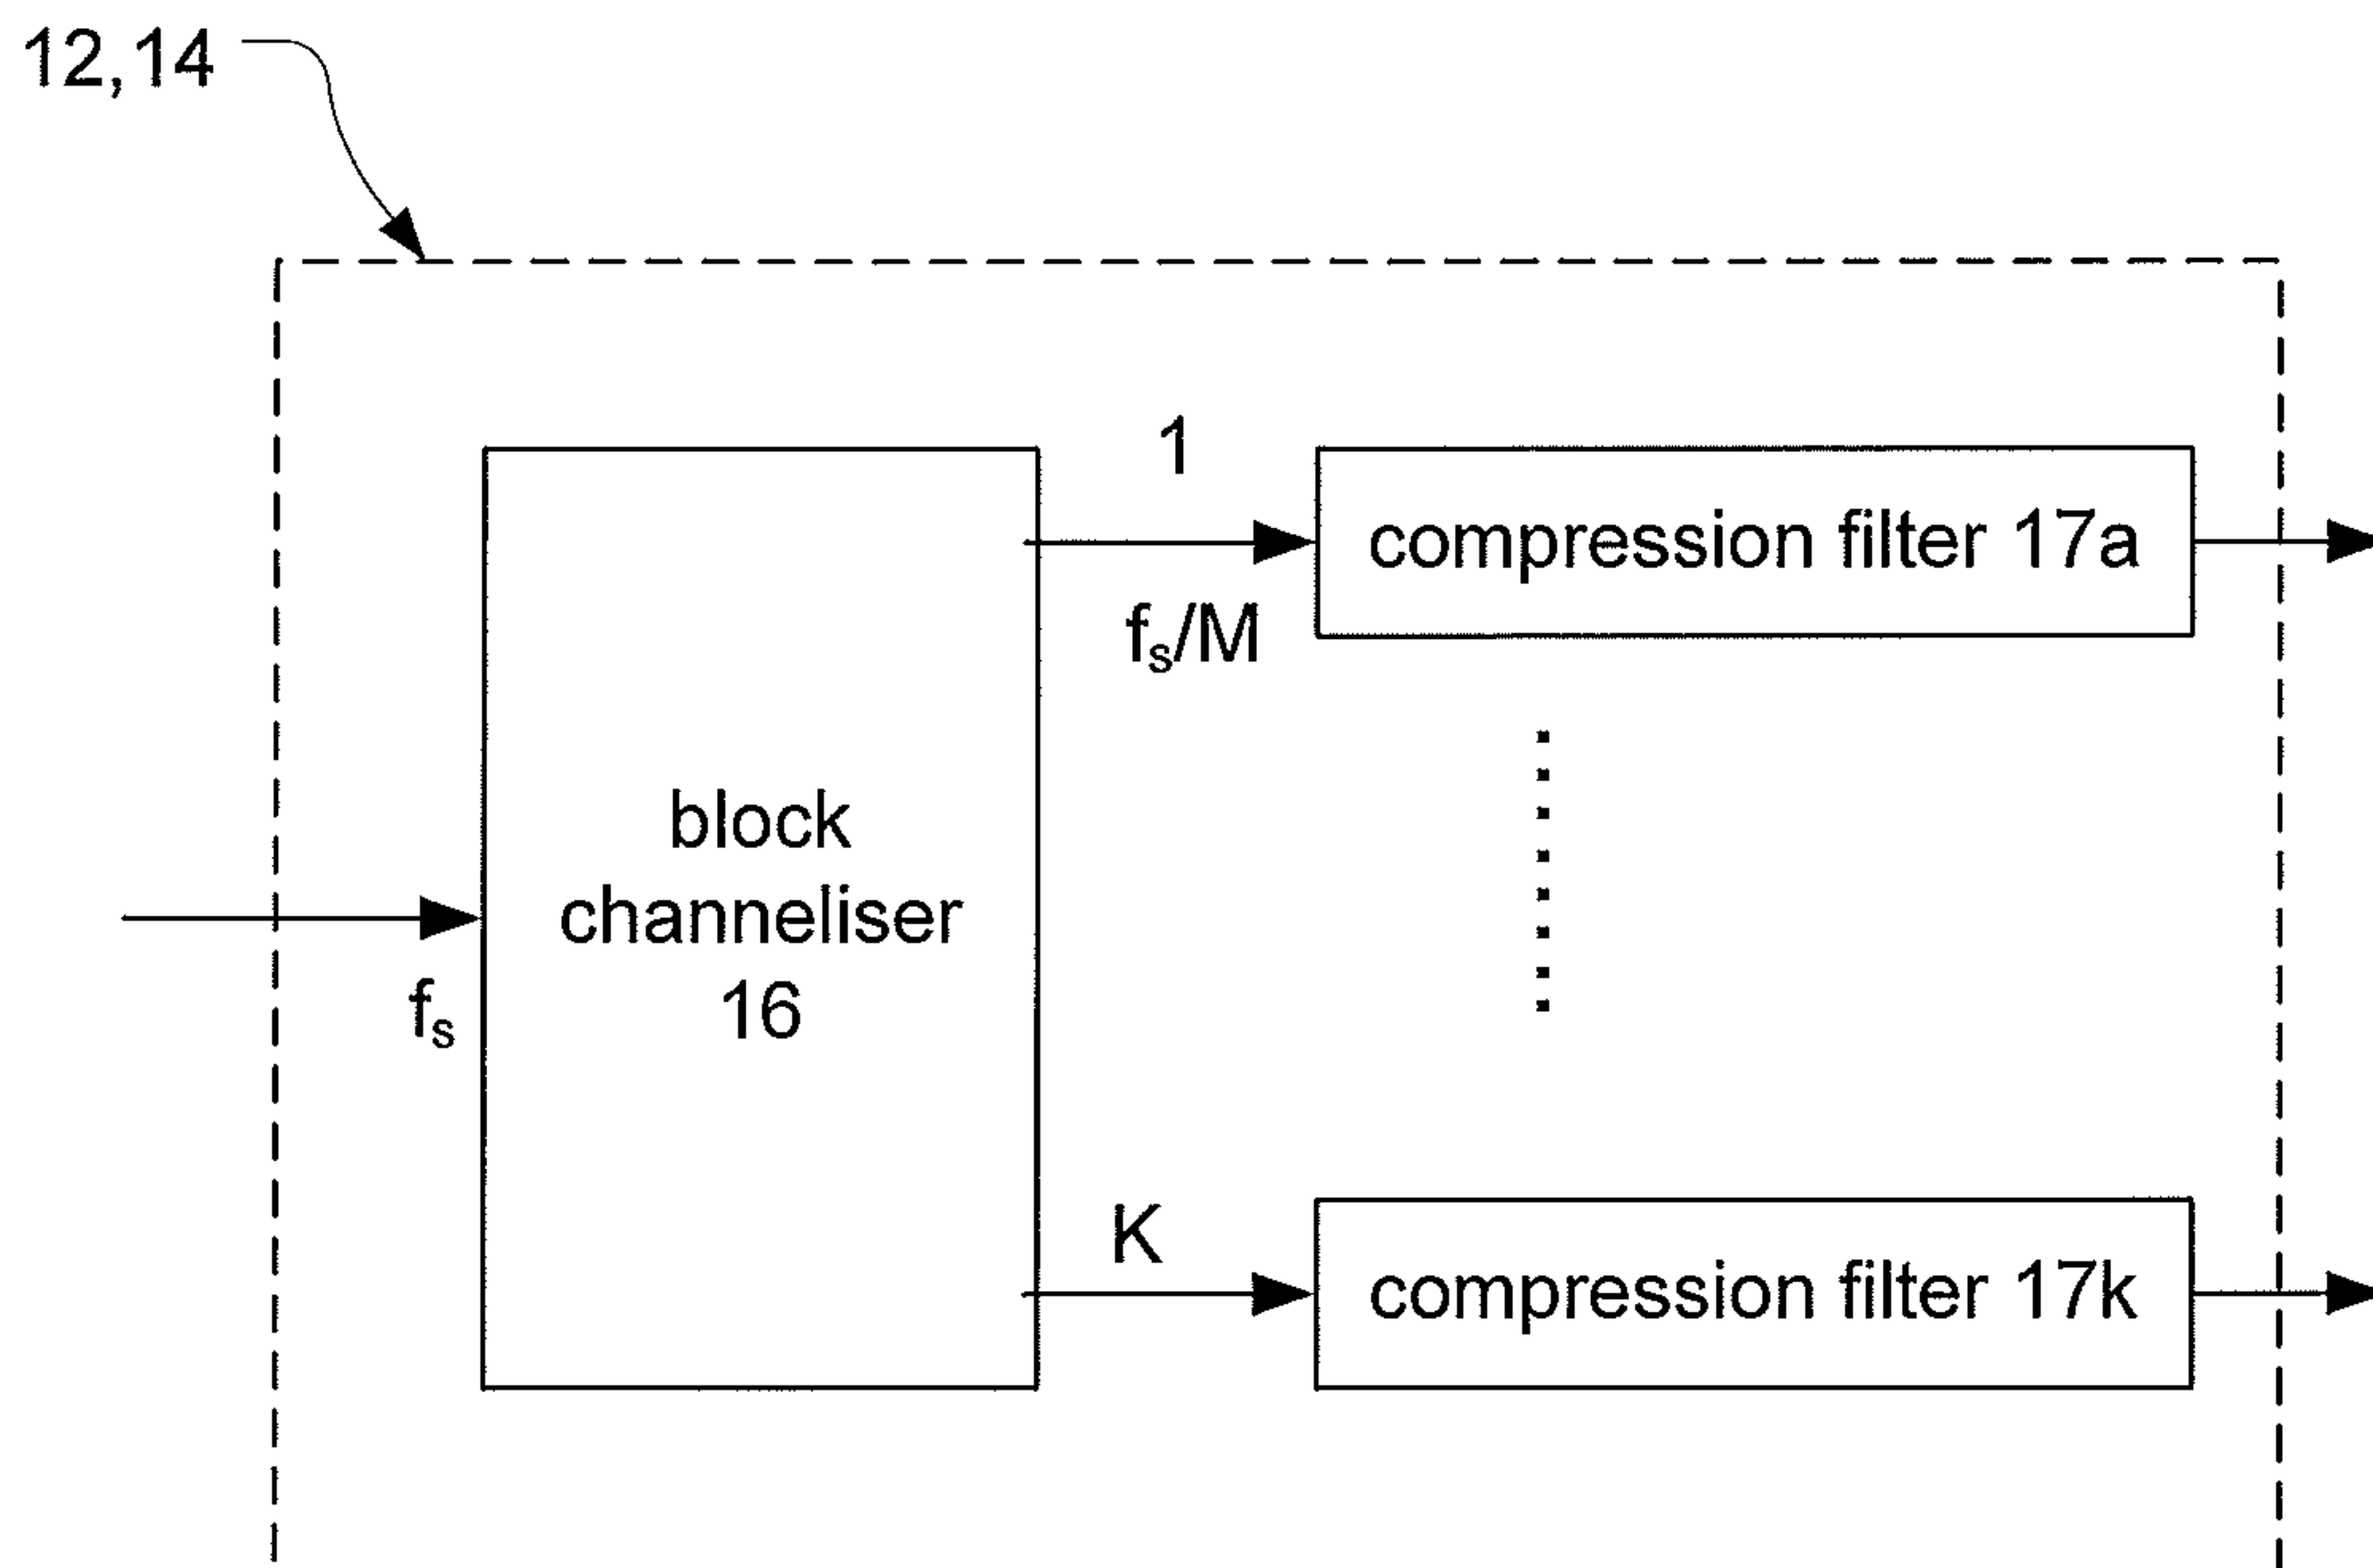 12,14
1
compression filter 17a
fs/M
block
channeliser
16
fs
K
compression filter 17k